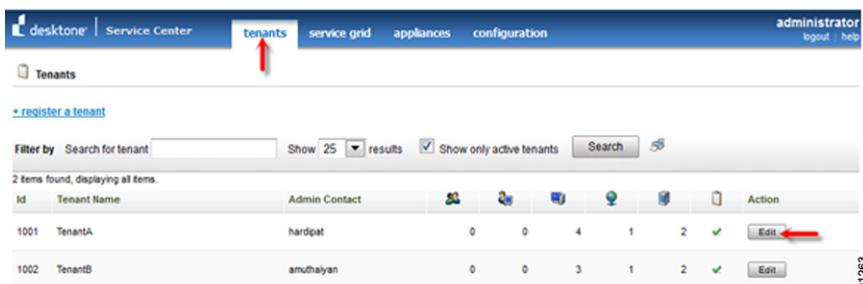 desktone | Service Center
tenants service grid appliances configuration
administrator
logout | help
Tenants
+ register a tenant
Filter by Search for tenant Show 25 results Show only active tenants Search
2 items found, displaying all items.
Id Tenant Name Admin Contact Action
1001 TenantA hardipat 0 0 4 1 2 Edit
1002 TenantB amuthaiyan 0 0 3 1 2 Edit